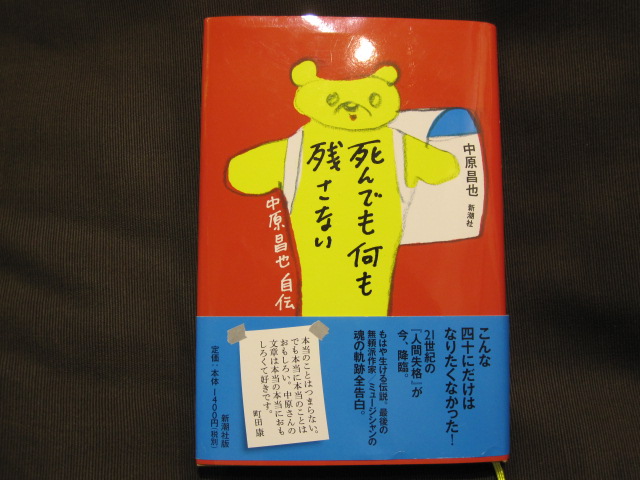 死んでも何も
残さない
中原昌也 自伝
中原昌也
新潮社
こんな
四十にだけは
なりたくなかった!
21世紀の
『人間失格』が
今、降臨。
もはや生ける伝説。最後の
無頼派作家/ミュージシャンの
魂の軌跡全告白。
本当のことはつまらない。
でも本当に本当のことは
おもしろい。中原さんの
文章は本当の本当におも
しろくて好きです。
町田 康
新潮社版
定価:本体1400円(税別)